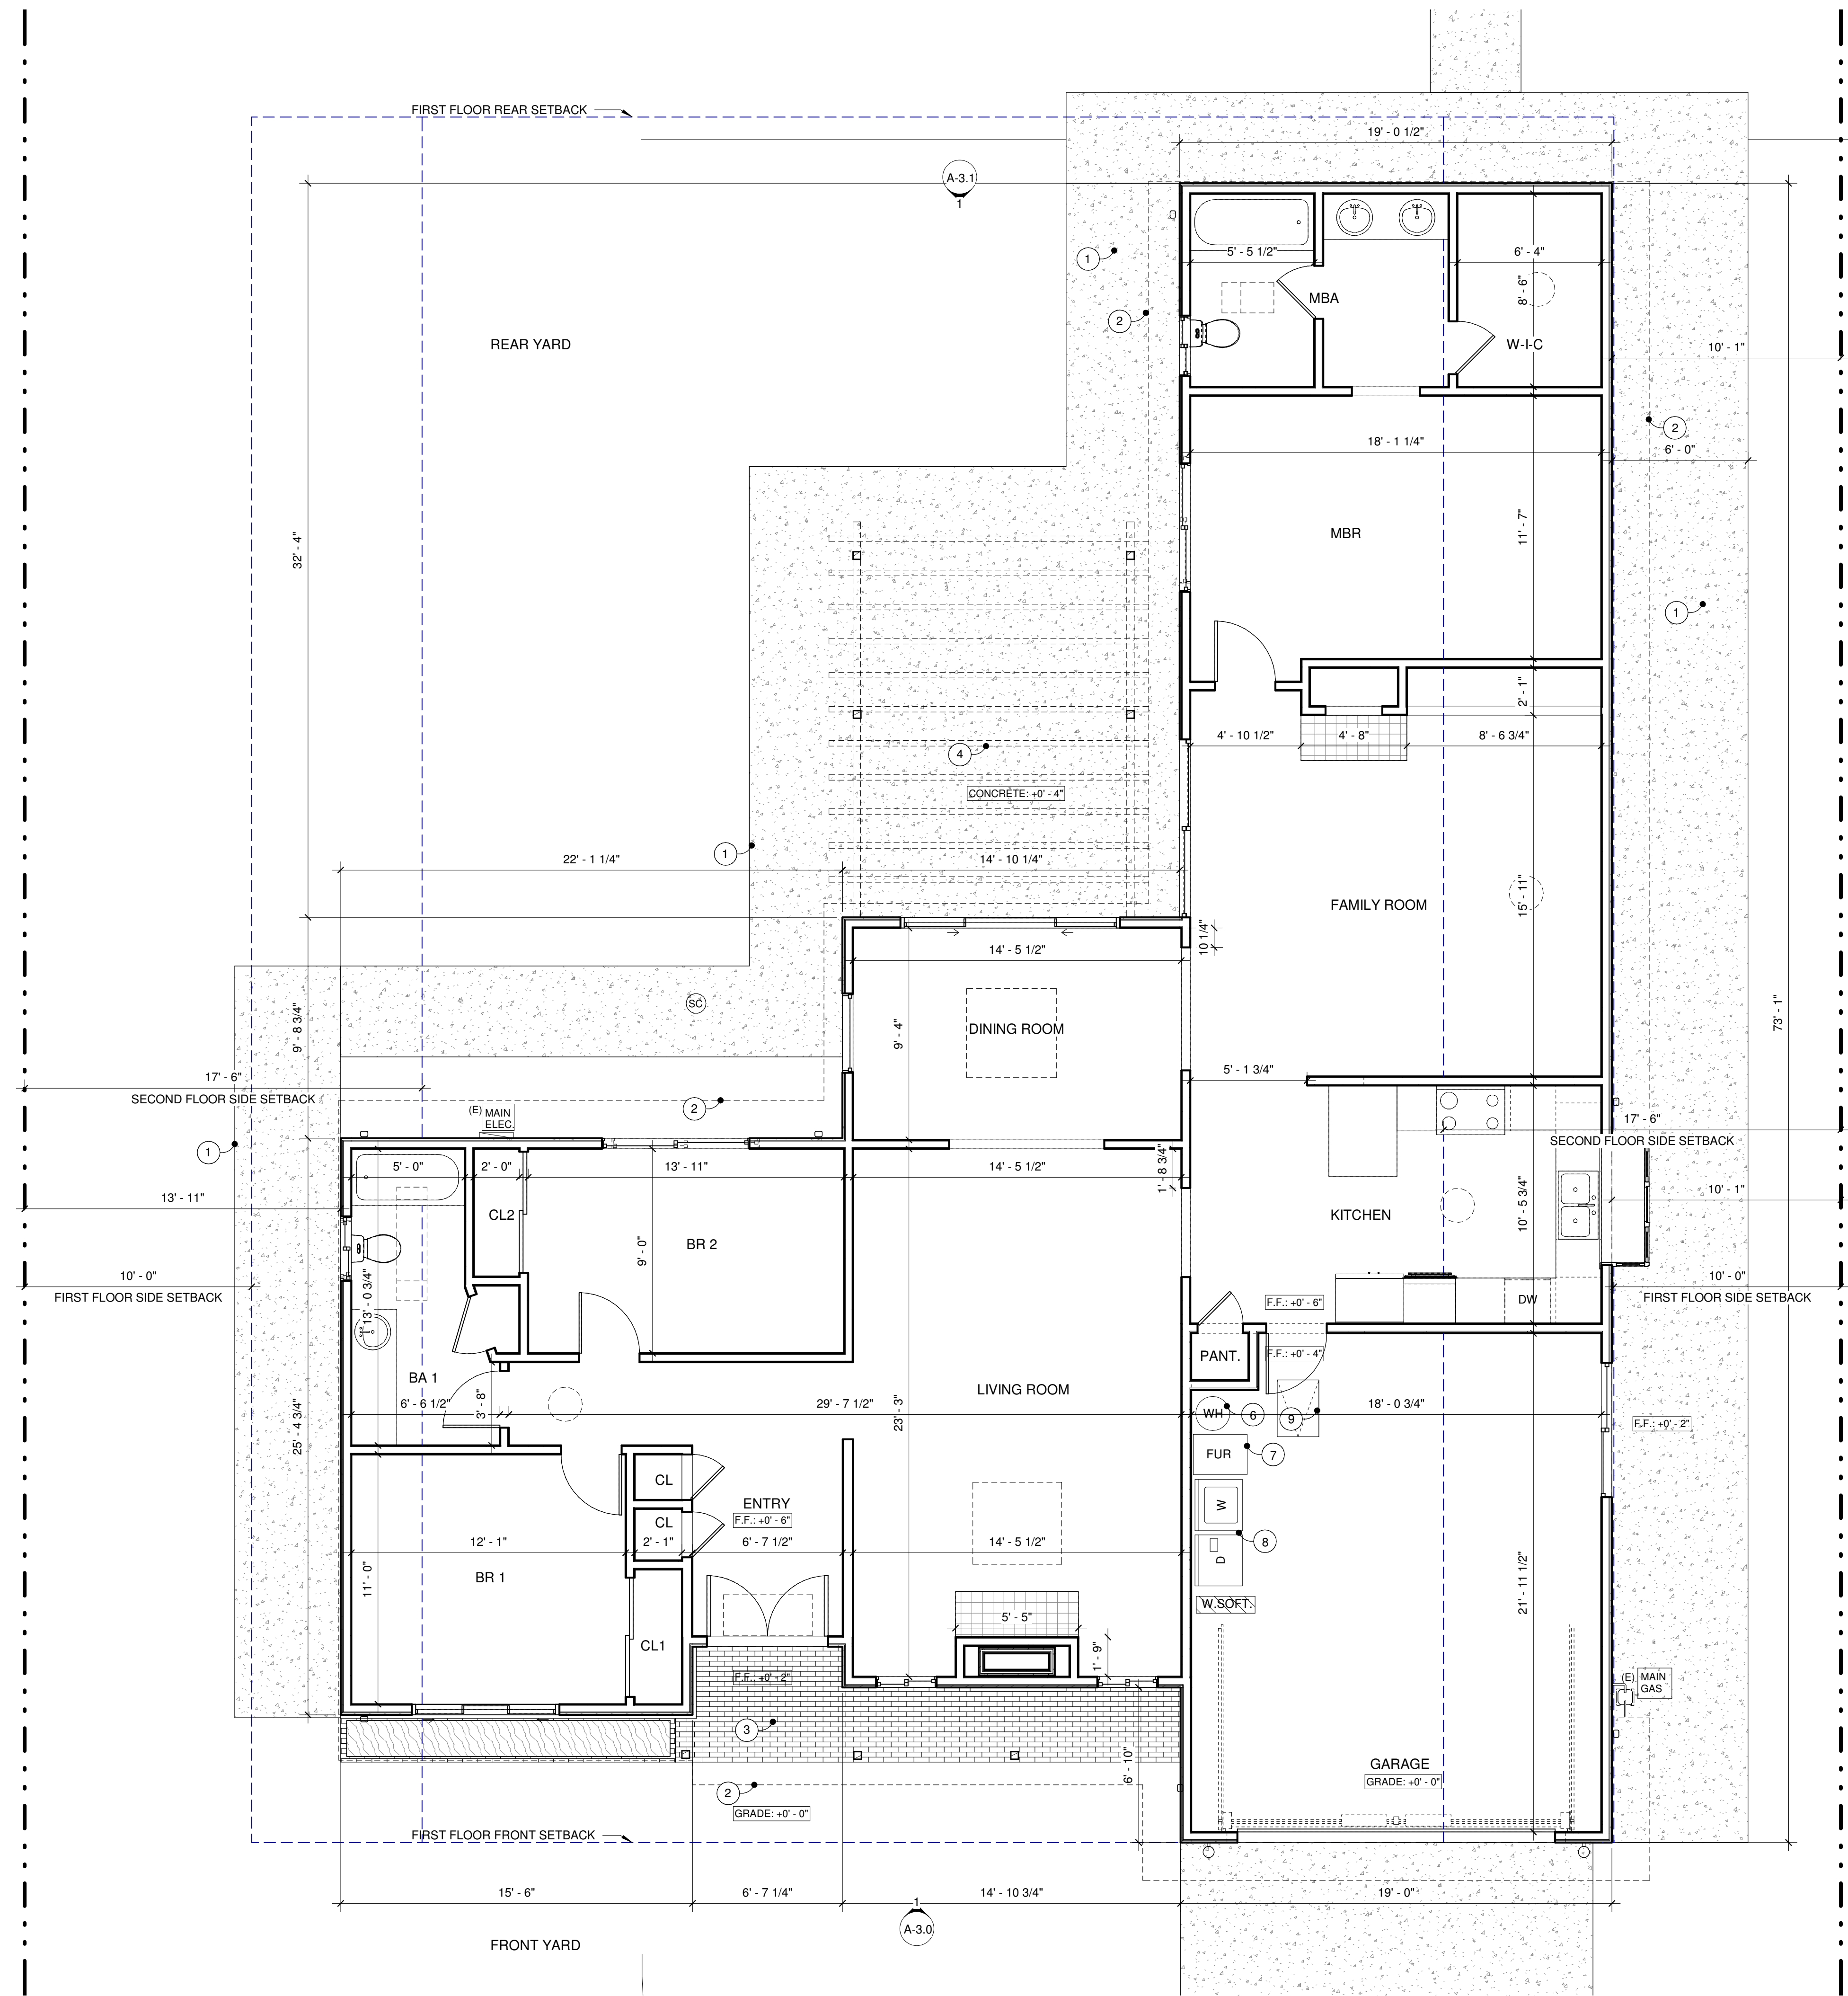 FIRST FLOOR REAR SETBACK
19' - 0 1/2"
A-3.1
1
1
5' - 5 1/2"
6' - 4"
8' - 6"
MBA
2
REAR YARD
W-I-C
10' - 1"
2
18' - 1 1/4"
6' - 0"
32' - 4"
11' - 7"
MBR
1
2' - 1"
4' - 10 1/2"
4' - 8"
8' - 6 3/4"
4
CONCRETE: +0' - 4"
1
22' - 1 1/4"
14' - 10 1/4"
FAMILY ROOM
15' - 11"
10 1/4"
14' - 5 1/2"
SC
73' - 1"
9' - 8 3/4"
9' - 4"
DINING ROOM
5' - 1 3/4"
17' - 6"
SECOND FLOOR SIDE SETBACK
2
(E)
MAIN
ELEC.
17' - 6"
SECOND FLOOR SIDE SETBACK
1
5' - 0"
2' - 0"
13' - 11"
14' - 5 1/2"
1' - 8 3/4"
13' - 11"
10' - 1"
CL2
BR 2
9' - 0"
KITCHEN
10' - 5 3/4"
10' - 0"
FIRST FLOOR SIDE SETBACK
13' - 0 3/4"
10' - 0"
FIRST FLOOR SIDE SETBACK
F.F.: +0' - 6"
DW
PANT.
F.F.: +0' - 4"
BA 1
6' - 6 1/2"
3' - 8"
29' - 7 1/2"
LIVING ROOM
23' - 3"
WH
6
9
18' - 0 3/4"
F.F.: +0' - 2"
25' - 4 3/4"
FUR
7
CL
ENTRY
F.F.: +0' - 6"
W
CL
12' - 1"
2' - 1"
6' - 7 1/2"
14' - 5 1/2"
8
D
BR 1
11' - 0"
W.SOFT.
21' - 11 1/2"
5' - 5"
CL1
1' - 9"
F.F.: +0' - 2"
(E)
MAIN
GAS
3
6' - 10"
GARAGE
GRADE: +0' - 0"
2
GRADE: +0' - 0"
FIRST FLOOR FRONT SETBACK
15' - 6"
6' - 7 1/4"
14' - 10 3/4"
19' - 0"
1
A-3.0
FRONT YARD